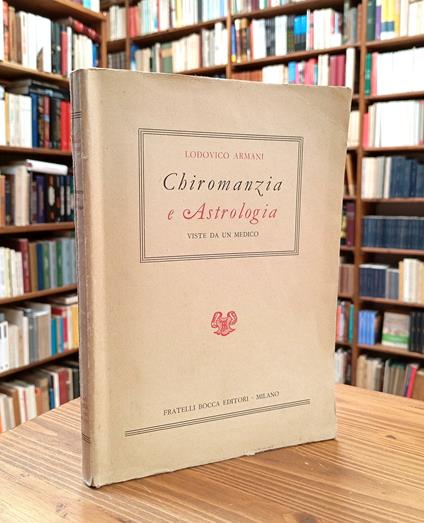 LODOVICO ARMANI
Chiromanzia
e Astrologia
VISTE DA UN MEDICO
FRATELLI BOCCA EDITORI - MILANO